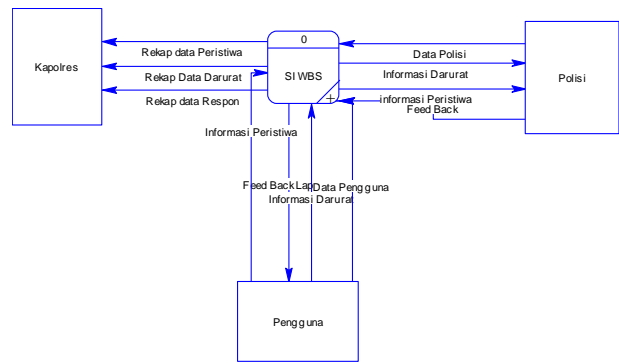 0
Kapolres
SI WBS
Polisi
Rekap data Peristiwa
Rekap Data Darurat
Rekap data Respon
Data Polisi
Informasi Darurat
informasi Peristiwa
Feed Back
Informasi Peristiwa
Feed Back Lap
Data Pengguna
Informasi Darurat
Pengguna